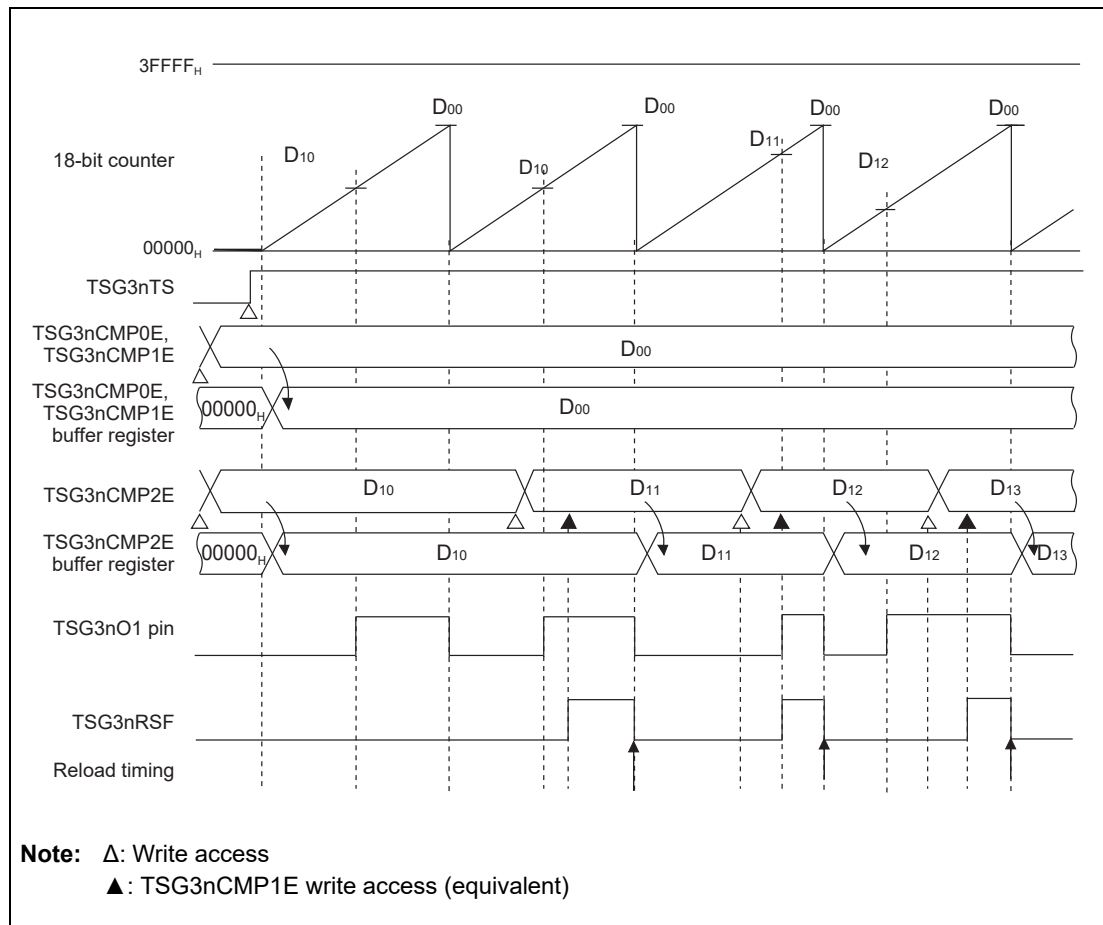 3FFFFH
D00 D00 D00 D00
D11
18-bit counter D10 D10 D12
00000H
TSG3nTS
TSG3nCMP0E,
TSG3nCMP1E
D00
TSG3nCMP0E,
TSG3nCMP1E
buffer register
00000H D00
TSG3nCMP2E D10 D11 D12 D13
TSG3nCMP2E
buffer register
00000H D10 D11 D12 D13
TSG3nO1 pin
TSG3nRSF
Reload timing
Note: Δ: Write access
▲: TSG3nCMP1E write access (equivalent)